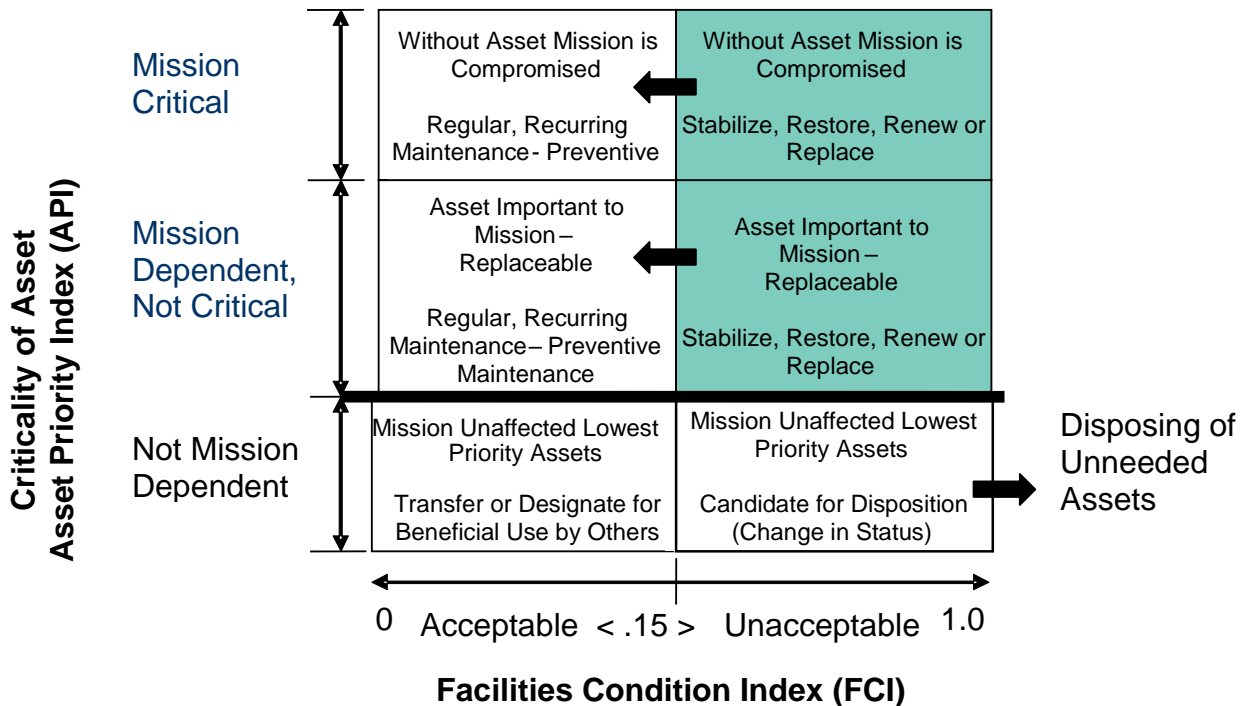 Criticality of Asset
Asset Priority Index (API)
Mission
Critical
Without Asset Mission is
Compromised
Regular, Recurring
Maintenance - Preventive
Without Asset Mission is
Compromised
Stabilize, Restore, Renew or
Replace
Mission
Dependent,
Not Critical
Asset Important to
Mission –
Replaceable
Regular, Recurring
Maintenance – Preventive
Maintenance
Asset Important to
Mission –
Replaceable
Stabilize, Restore, Renew or
Replace
Not Mission
Dependent
Mission Unaffected Lowest
Priority Assets
Transfer or Designate for
Beneficial Use by Others
Mission Unaffected Lowest
Priority Assets
Candidate for Disposition
(Change in Status)
Disposing of
Unneeded
Assets
0 Acceptable < .15 > Unacceptable 1.0
Facilities Condition Index (FCI)